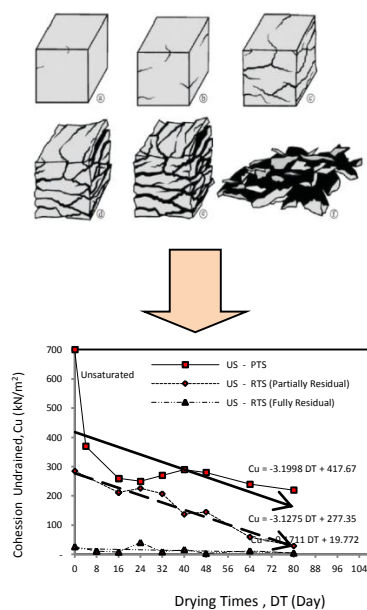 a
b
c
d
e
f
Cohession Undrained, Cu (kN/m²)
700
600
500
400
300
200
100
-
Unsaturated
US - PTS
US - RTS (Partially Residual)
US - RTS (Fully Residual)
Cu = -3.1998 DT + 417.67
Cu = -3.1275 DT + 277.35
DT + 19.772
0 8 16 24 32 40 48 56 64 72 80 88 96 104
Drying Times , DT (Day)